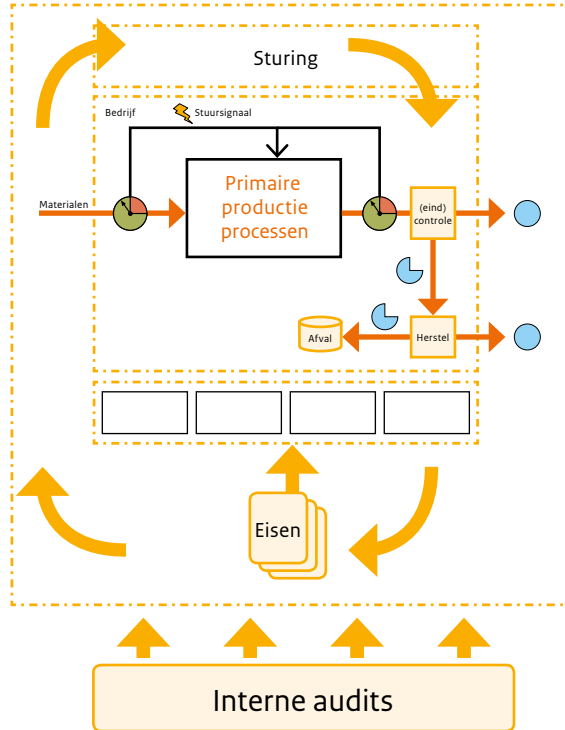 Sturing
Bedrijf
Stuursignaal
Materialen
Primaire
productie
processen
(eind)
controle
Afval
Herstel
Eisen
Interne audits